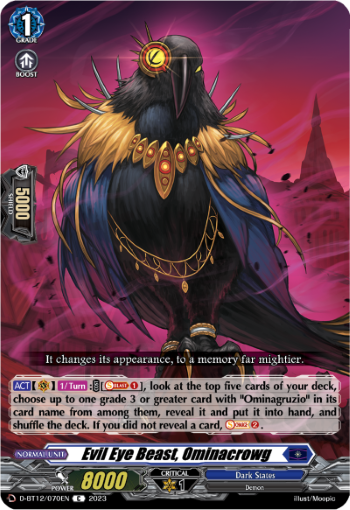 1
GRADE
BOOST
5000
SHIELD
It changes its appearance, to a memory far mightier.
ACT 1/Turn : BLAST 1, look at the top five cards of your deck,
choose up to one grade 3 or greater card with "Ominagruzio" in its
card name from among them, reveal it and put it into hand, and
shuffle the deck. If you did not reveal a card, 2.
NORMAL UNIT
Evil Eye Beast, Ominacrowg
POWER 8000
CRITICAL
1
Dark States
Demon
D-BT12/070EN C 2023
Illust/Moopic